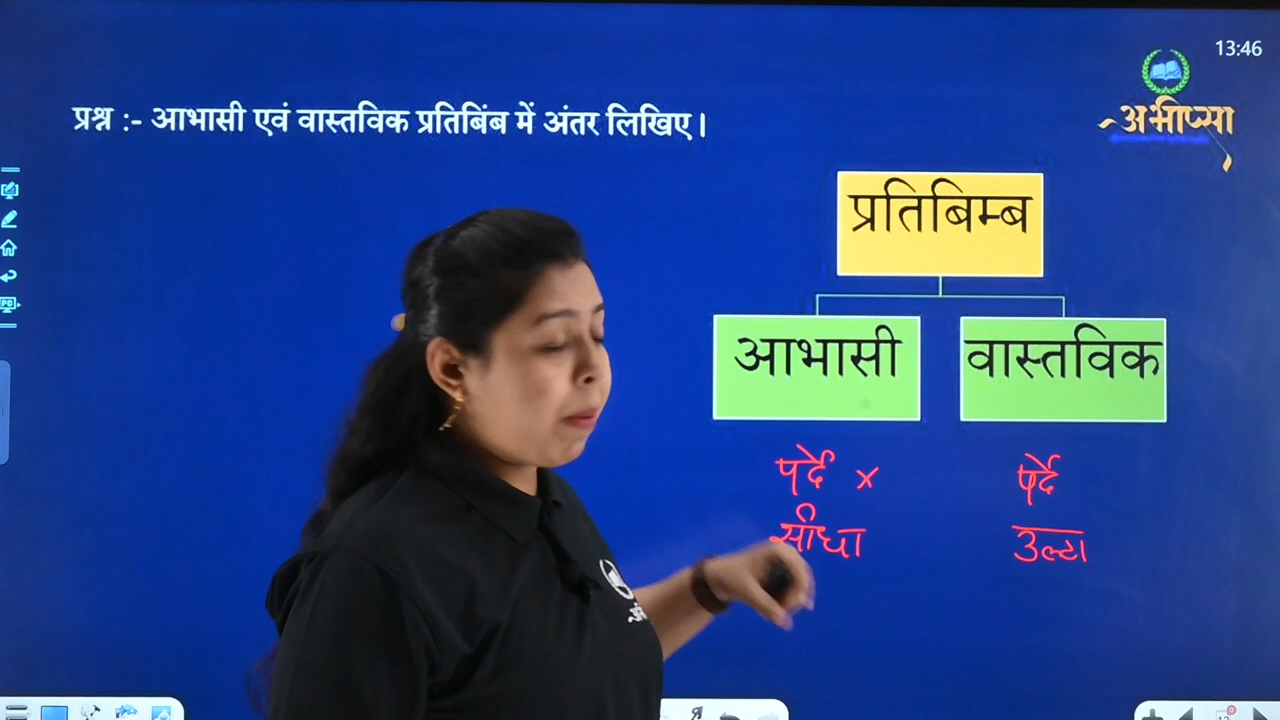 13:46
अभीप्सा
प्रश्न :- आभासी एवं वास्तविक प्रतिबिंब में अंतर लिखिए।
प्रतिबिम्ब
आभासी वास्तविक
पर्दे × पर्दे
सीधा उल्टा